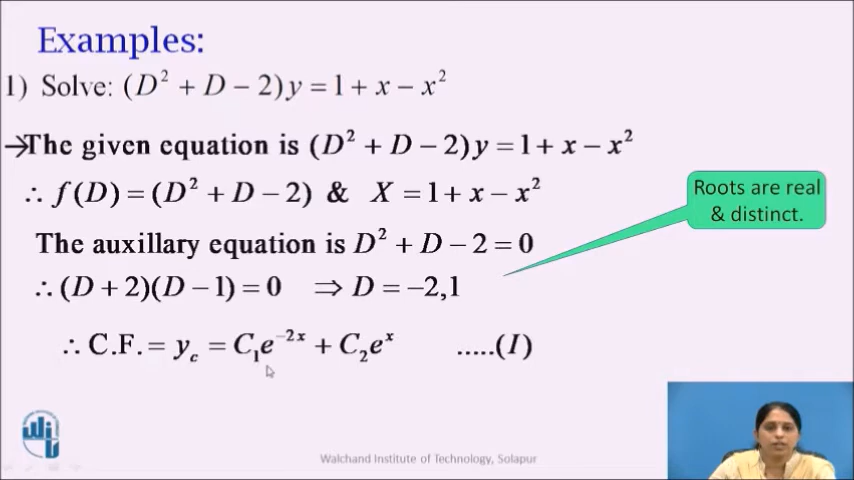 Examples:
1) Solve: (D² + D − 2)y = 1 + x − x²
→The given equation is (D² + D − 2)y = 1 + x − x²
∴ f(D) = (D² + D − 2) & X = 1 + x − x²
Roots are real
& distinct.
The auxillary equation is D² + D − 2 = 0
∴ (D + 2)(D − 1) = 0 ⇒ D = −2,1
∴ C.F. = y_c = C₁e⁻²ˣ + C₂eˣ .....(I)
Walchand Institute of Technology, Solapur